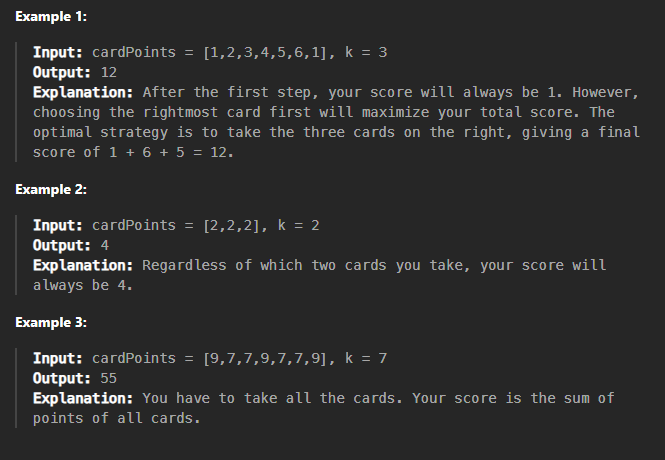 Example 1:
Input: cardPoints = [1,2,3,4,5,6,1], k = 3
Output: 12
Explanation: After the first step, your score will always be 1. However,
choosing the rightmost card first will maximize your total score. The
optimal strategy is to take the three cards on the right, giving a final
score of 1 + 6 + 5 = 12.
Example 2:
Input: cardPoints = [2,2,2], k = 2
Output: 4
Explanation: Regardless of which two cards you take, your score will
always be 4.
Example 3:
Input: cardPoints = [9,7,7,9,7,7,9], k = 7
Output: 55
Explanation: You have to take all the cards. Your score is the sum of
points of all cards.